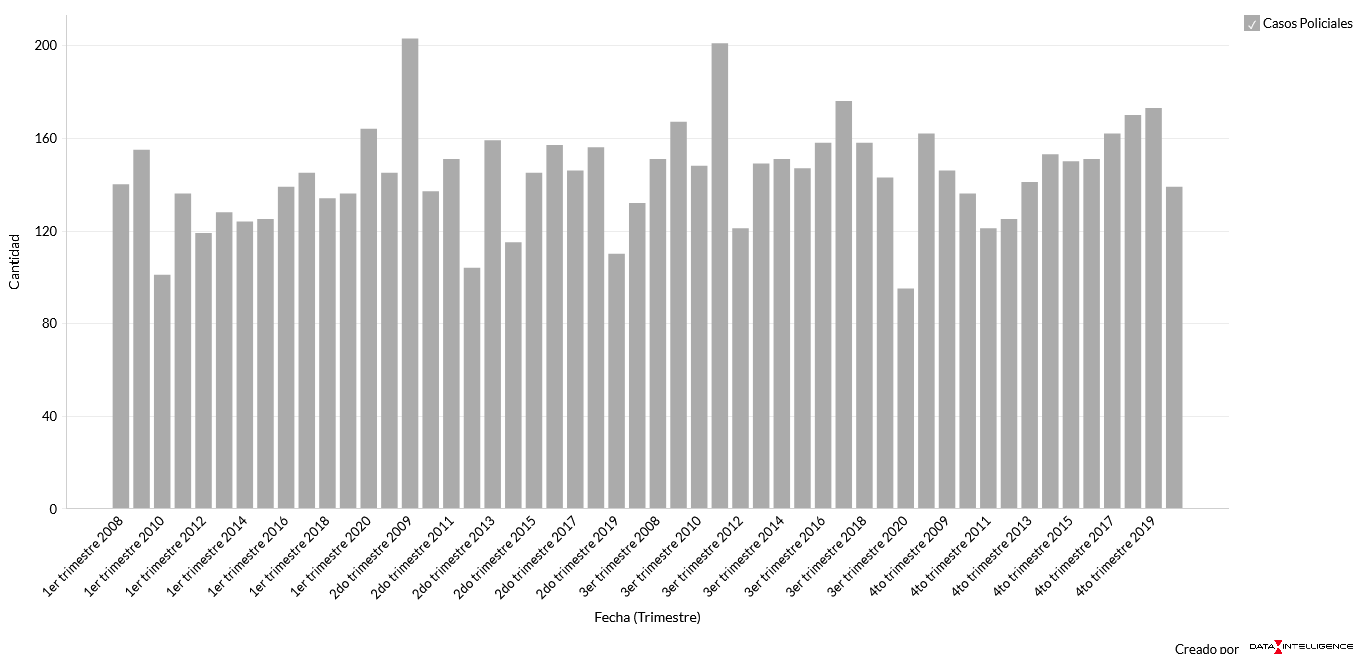 Casos Policiales
200
160
120
80
40
0
Cantidad
1er trimestre 2008
1er trimestre 2010
1er trimestre 2012
1er trimestre 2014
1er trimestre 2016
1er trimestre 2018
1er trimestre 2020
2do trimestre 2009
2do trimestre 2011
2do trimestre 2013
2do trimestre 2015
2do trimestre 2017
2do trimestre 2019
3er trimestre 2008
3er trimestre 2010
3er trimestre 2012
3er trimestre 2014
3er trimestre 2016
3er trimestre 2018
3er trimestre 2020
4to trimestre 2009
4to trimestre 2011
4to trimestre 2013
4to trimestre 2015
4to trimestre 2017
4to trimestre 2019
Fecha (Trimestre)
Creado por DATA INTELLIGENCE